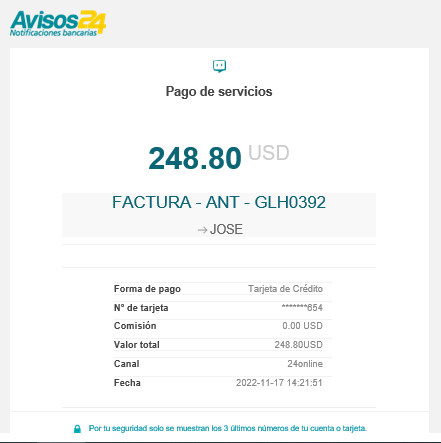 Avisos24
Notificaciones bancarias
Pago de servicios
248.80 USD
FACTURA - ANT - GLH0392
→ JOSE
Forma de pago Tarjeta de Crédito
N° de tarjeta *******654
Comisión 0.00 USD
Valor total 248.80USD
Canal 24online
Fecha 2022-11-17 14:21:51
Por tu seguridad solo se muestran los 3 últimos números de tu cuenta o tarjeta.